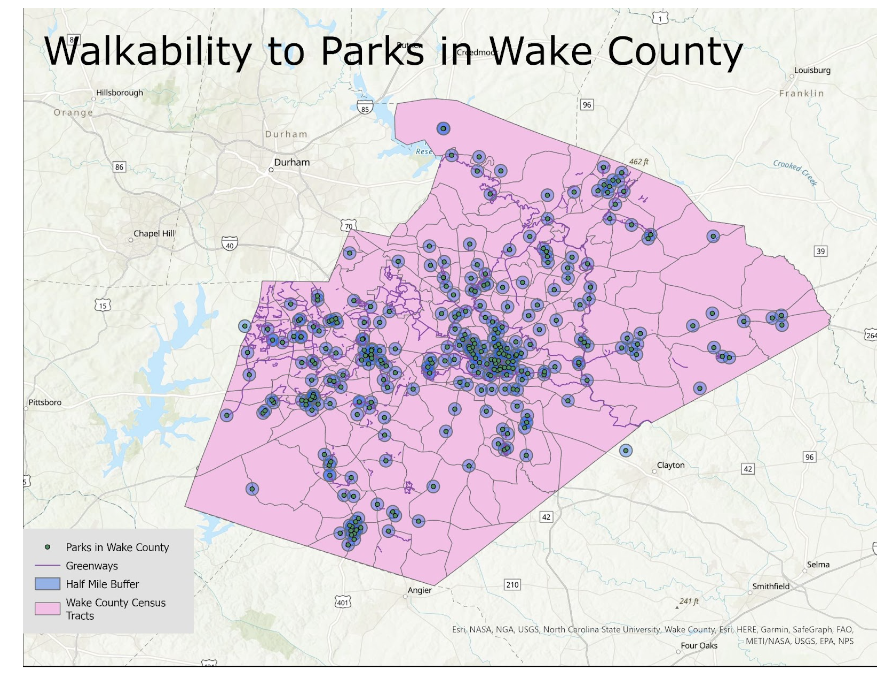 Walkability to Parks in Wake County
1
Creedmoor
Louisburg
Hillsborough
Franklin
85
96
Orange
Durham
462 ft
86
Durham
Crooked Creek
Chapel Hill
70
40
39
15
264
Pittsboro
Clayton
96
42
5
42
Parks in Wake County
Greenways
Half Mile Buffer
Wake County Census
Tracts
Selma
210
Smithfield
Angier
401
241 ft
Esri, NASA, NGA, USGS, North Carolina State University, Wake County, Esri, HERE, Garmin, SafeGraph, FAO,
METI/NASA, USGS, EPA, NPS
Four Oaks